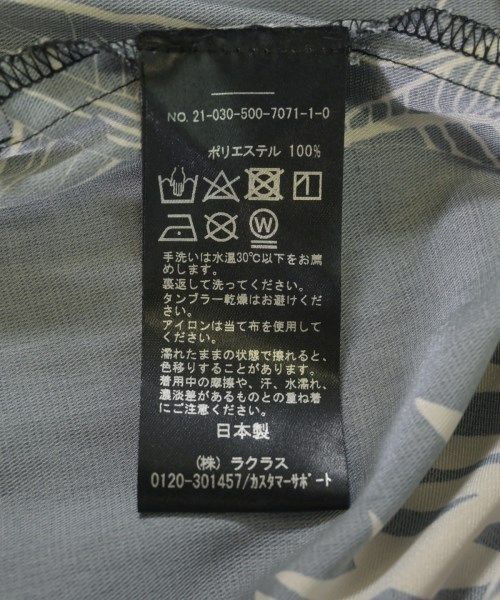 NO. 21-030-500-7071-1-0
ポリエステル 100%
W
手洗いは水温30℃以下をお薦
めします。
裏返して洗ってください。
タンブラー乾燥はお避けくださ
い。
アイロンは当て布を使用して
ください。
濡れたままの状態で擦れると、
色移りすることがあります。
着用中の摩擦や、汗、水濡れ、
濃淡差があるものとの重ね着
にご注意ください。
日本製
(株) ラクラス
0120-301457/カスタマーサポート